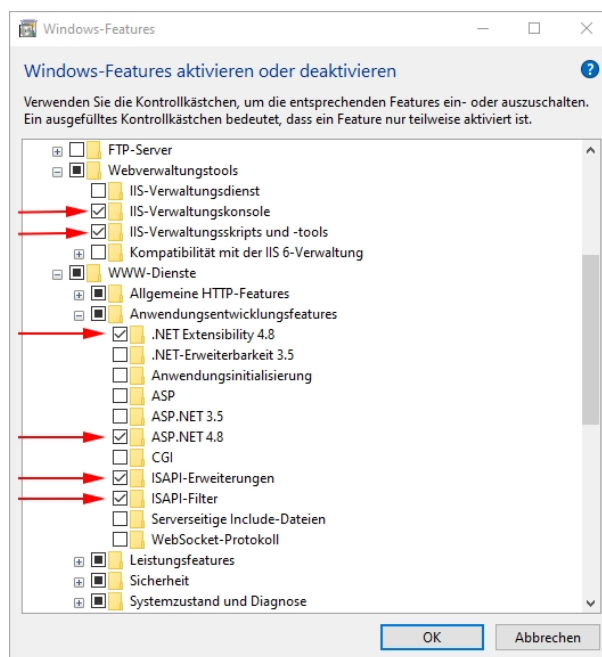 Windows-Features
Windows-Features aktivieren oder deaktivieren
Verwenden Sie die Kontrollkästchen, um die entsprechenden Features ein- oder auszuschalten.
Ein ausgefülltes Kontrollkästchen bedeutet, dass ein Feature nur teilweise aktiviert ist.
FTP-Server
Webverwaltungstools
IIS-Verwaltungsdienst
IIS-Verwaltungskonsole
IIS-Verwaltungsskripts und -tools
Kompatibilität mit der IIS 6-Verwaltung
WWW-Dienste
Allgemeine HTTP-Features
Anwendungsentwicklungsfeatures
.NET Extensibility 4.8
.NET-Erweiterbarkeit 3.5
Anwendungsinitialisierung
ASP
ASP.NET 3.5
ASP.NET 4.8
CGI
ISAPI-Erweiterungen
ISAPI-Filter
Serverseitige Include-Dateien
WebSocket-Protokoll
Leistungsfeatures
Sicherheit
Systemzustand und Diagnose
OK Abbrechen